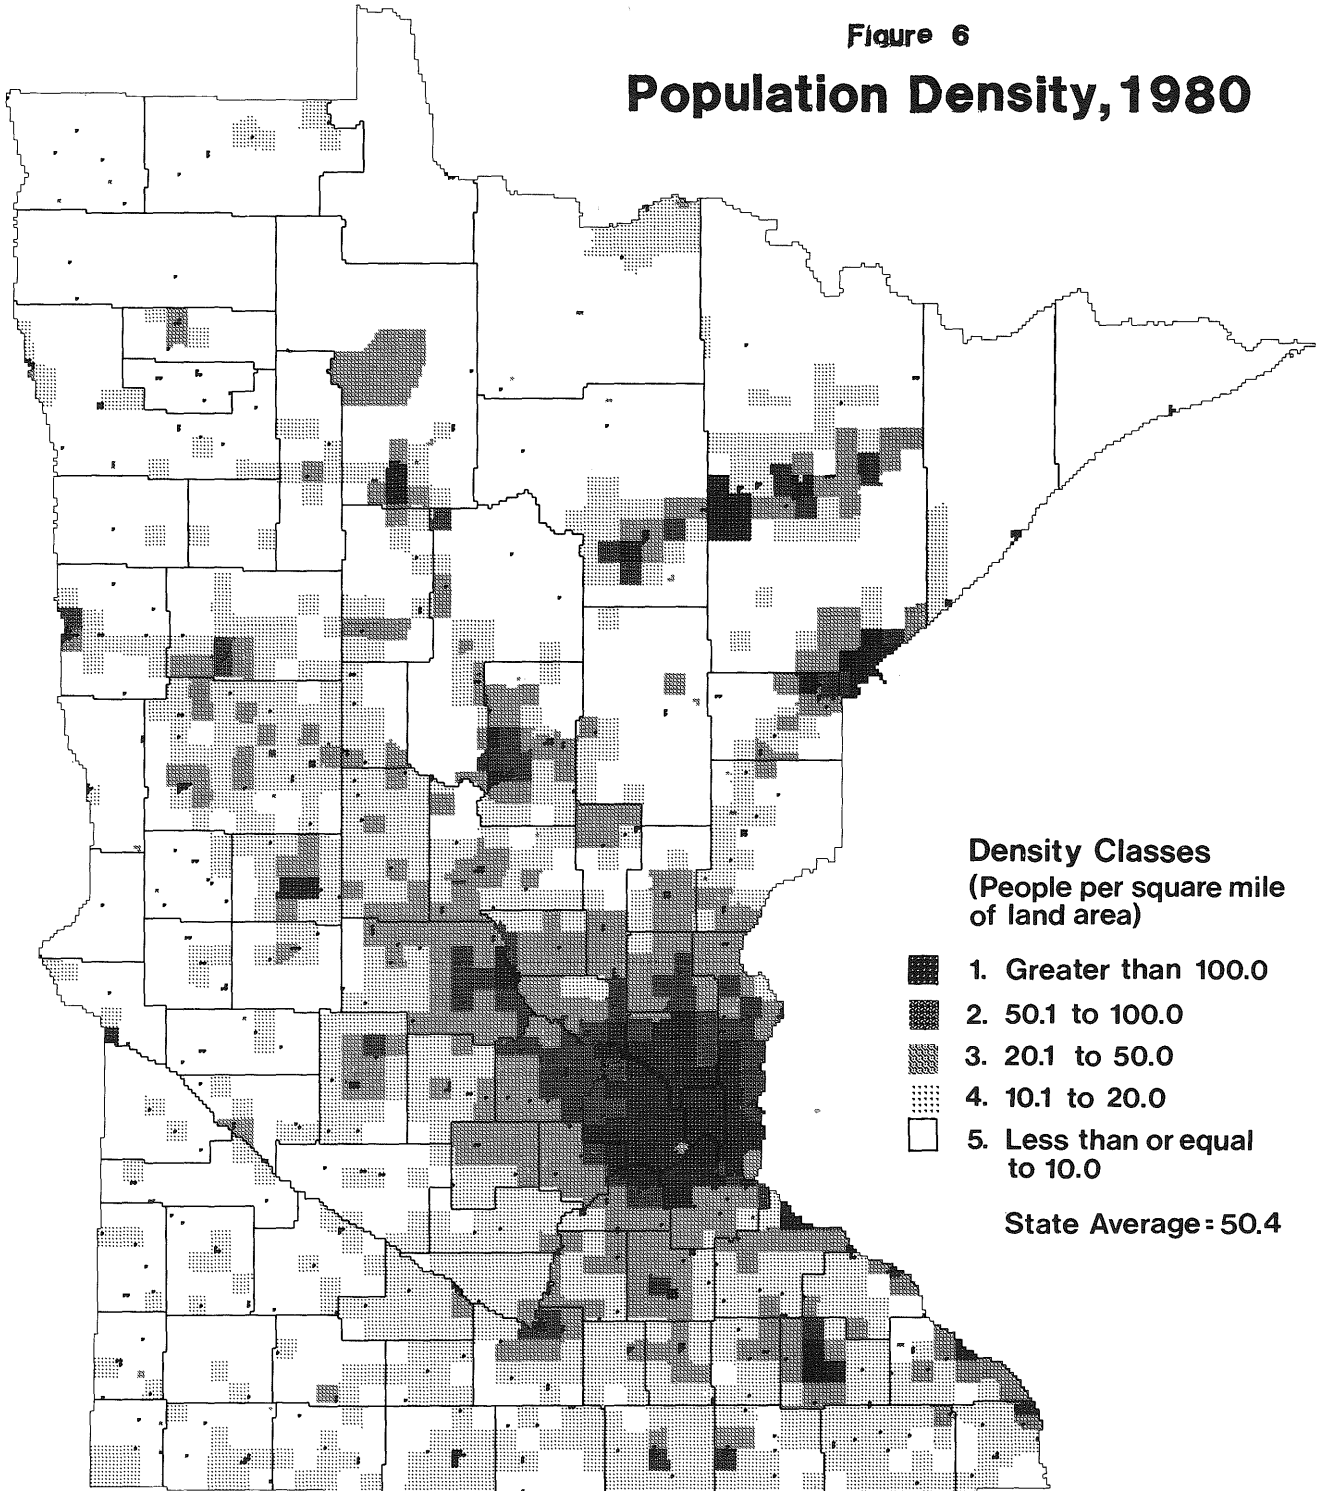 Figure 6
Population Density, 1980
Density Classes
(People per square mile
of land area)
1. Greater than 100.0
2. 50.1 to 100.0
3. 20.1 to 50.0
4. 10.1 to 20.0
5. Less than or equal
to 10.0
State Average = 50.4